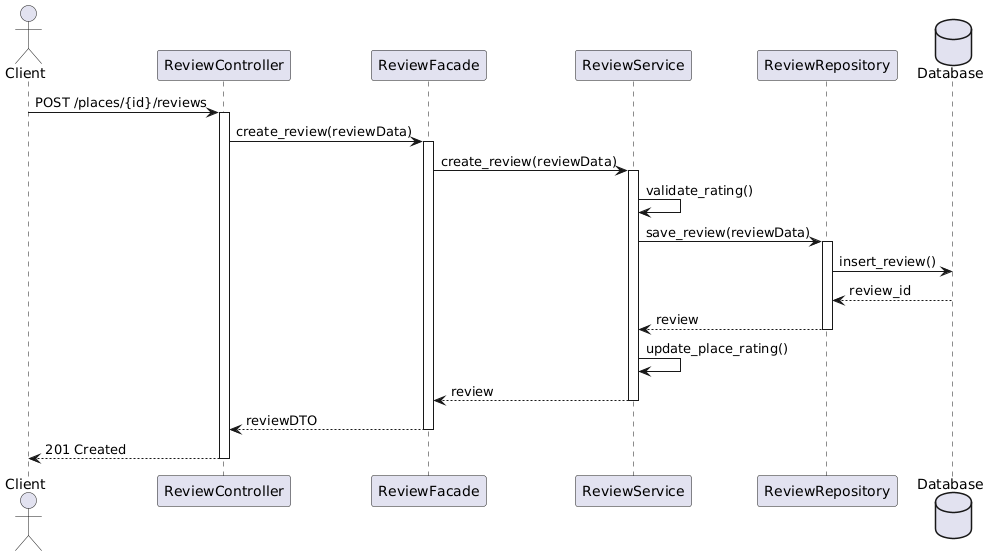 Client
ReviewController
ReviewFacade
ReviewService
ReviewRepository
Database
POST /places/{id}/reviews
create_review(reviewData)
create_review(reviewData)
validate_rating()
save_review(reviewData)
insert_review()
review_id
review
update_place_rating()
review
reviewDTO
201 Created
Client
ReviewController
ReviewFacade
ReviewService
ReviewRepository
Database